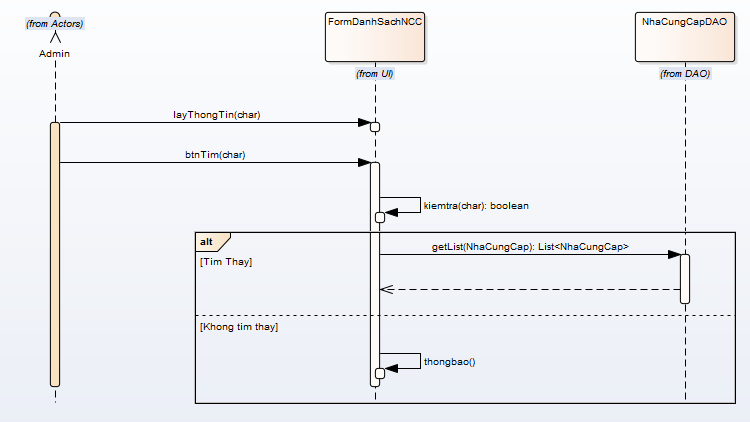 (from Actors)
Admin
FormDanhSachNCC
(from UI)
NhaCungCapDAO
(from DAO)
layThongTin(char)
btnTim(char)
kiemtra(char): boolean
alt
getList(NhaCungCap): List<NhaCungCap>
[Tim Thay]
[Khong tim thay]
thongbao()